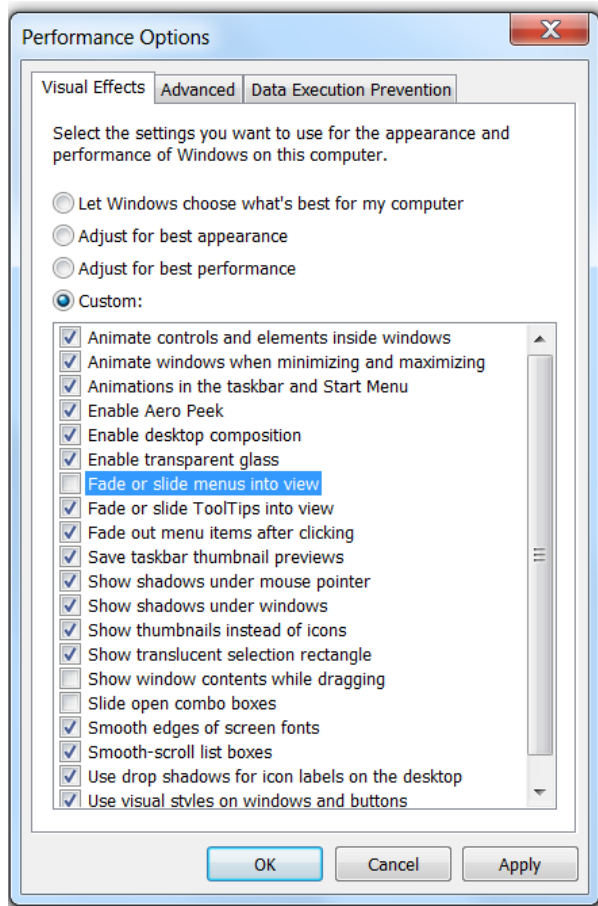 Performance Options
Visual Effects Advanced Data Execution Prevention
Select the settings you want to use for the appearance and
performance of Windows on this computer.
Let Windows choose what's best for my computer
Adjust for best appearance
Adjust for best performance
Custom:
Animate controls and elements inside windows
Animate windows when minimizing and maximizing
Animations in the taskbar and Start Menu
Enable Aero Peek
Enable desktop composition
Enable transparent glass
Fade or slide menus into view
Fade or slide ToolTips into view
Fade out menu items after clicking
Save taskbar thumbnail previews
Show shadows under mouse pointer
Show shadows under windows
Show thumbnails instead of icons
Show translucent selection rectangle
Show window contents while dragging
Slide open combo boxes
Smooth edges of screen fonts
Smooth-scroll list boxes
Use drop shadows for icon labels on the desktop
Use visual styles on windows and buttons
OK Cancel Apply